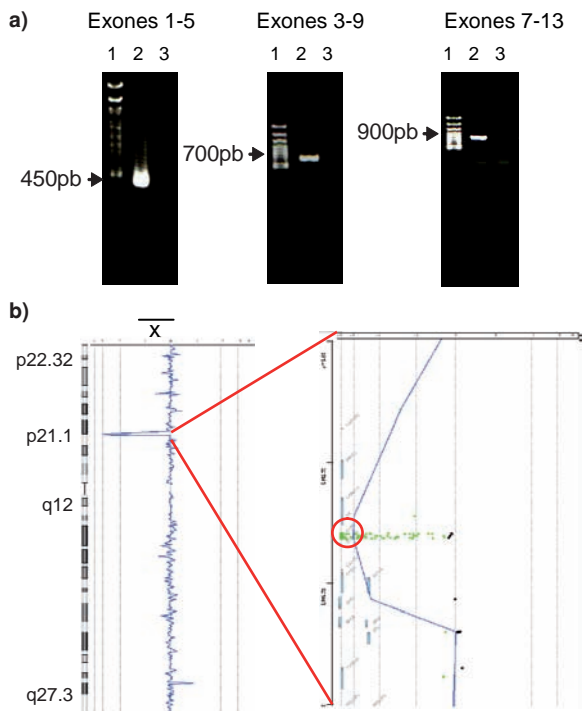 a)
Exones 1-5 Exones 3-9 Exones 7-13
1 2 3 1 2 3 1 2 3
900pb
700pb
450pb
b)
X
p22.32
p21.1
q12
q27.3